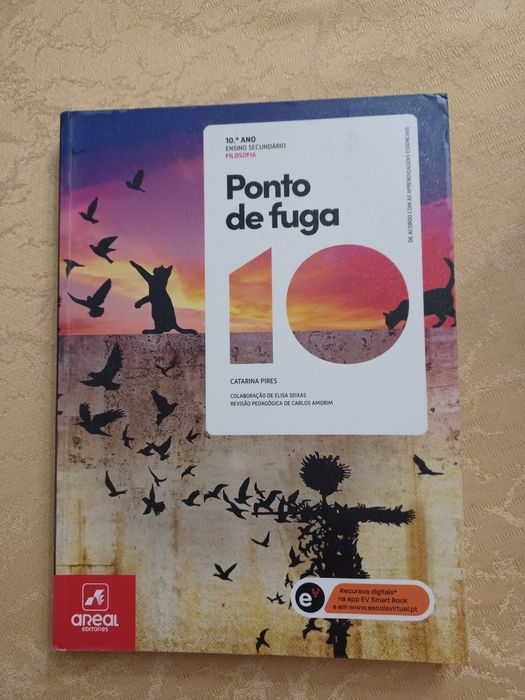 10.º ANO
ENSINO SECUNDÁRIO
FILOSOFIA
Ponto
de fuga
10
DE ACORDO COM AS APRENDIZAGENS ESSENCIAIS
CATARINA PIRES
COLABORAÇÃO DE ELISA SEIXAS
REVISÃO PEDAGÓGICA DE CARLOS AMORIM
areal
editores
ev
Recursos digitais*
na app EV Smart Book
e em www.escolavirtual.pt